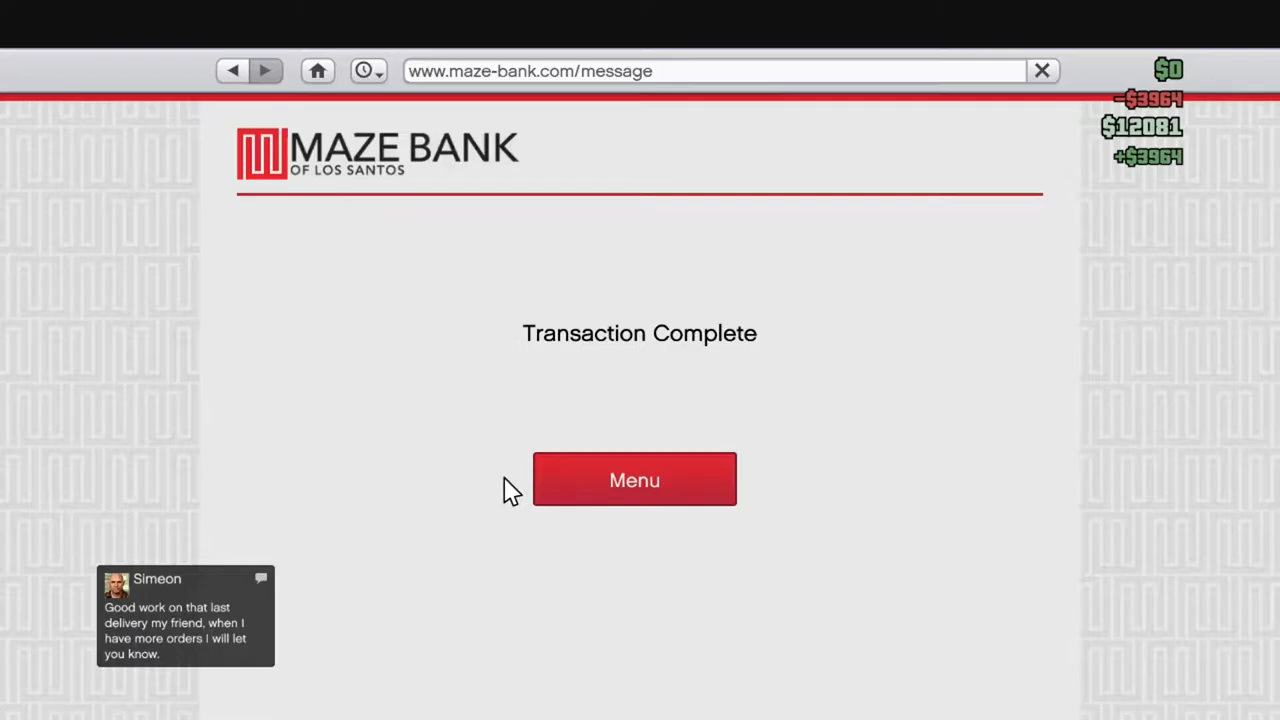 www.maze-bank.com/message
$0
-$3964
$12081
+$3964
MAZE BANK
OF LOS SANTOS
Transaction Complete
Menu
Simeon
Good work on that last
delivery my friend, when I
have more orders I will let
you know.